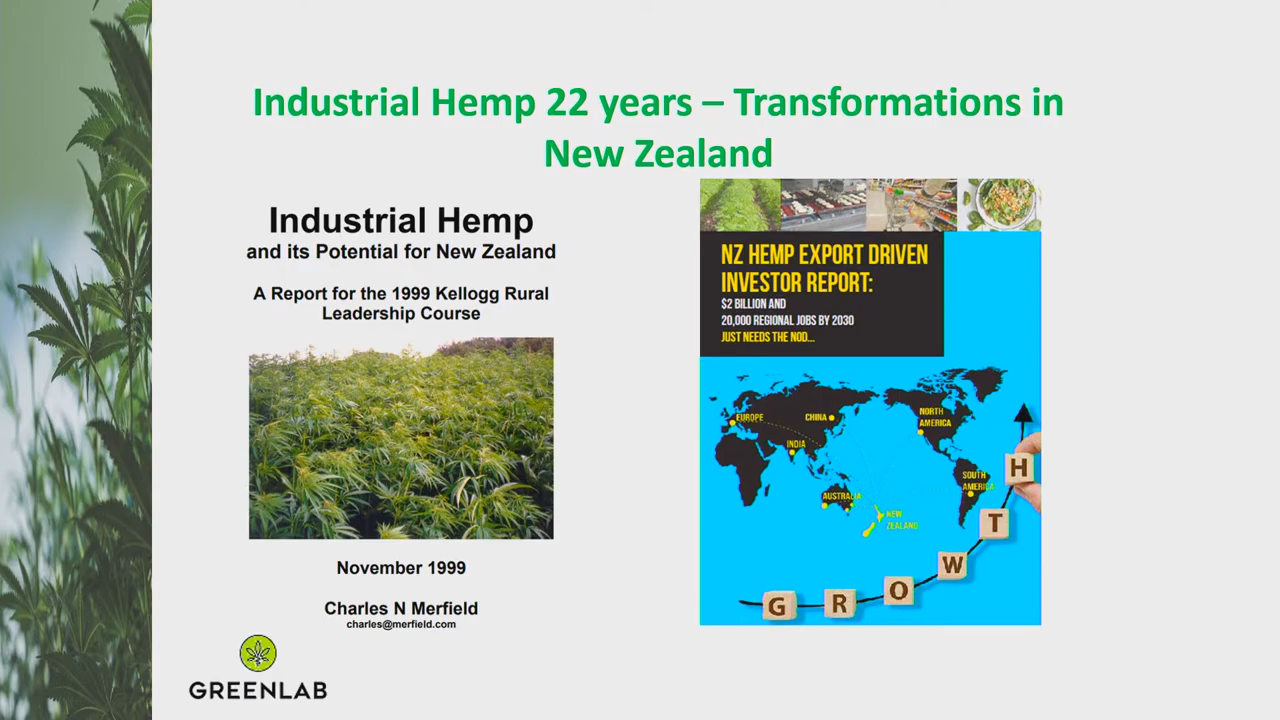 Industrial Hemp 22 years – Transformations in
New Zealand
Industrial Hemp
and its Potential for New Zealand
A Report for the 1999 Kellogg Rural
Leadership Course
November 1999
Charles N Merfield
charles@merfield.com
GREENLAB
NZ HEMP EXPORT DRIVEN
INVESTOR REPORT:
$2 BILLION AND
20,000 REGIONAL JOBS BY 2030
JUST NEEDS THE NOD...
EUROPE
CHINA
INDIA
AUSTRALIA
NEW
ZEALAND
NORTH
AMERICA
SOUTH
AMERICA
G R O W T H